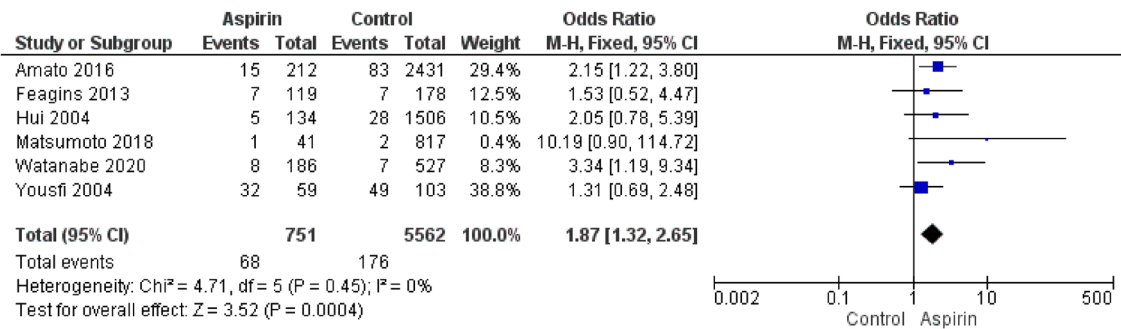 Aspirin Control Odds Ratio Odds Ratio
Study or Subgroup Events Total Events Total Weight M-H, Fixed, 95% CI M-H, Fixed, 95% CI
Amato 2016 15 212 83 2431 29.4% 2.15 [1.22, 3.80]
Feagins 2013 7 119 7 178 12.5% 1.53 [0.52, 4.47]
Hui 2004 5 134 28 1506 10.5% 2.05 [0.78, 5.39]
Matsumoto 2018 1 41 2 817 0.4% 10.19 [0.90, 114.72]
Watanabe 2020 8 186 7 527 8.3% 3.34 [1.19, 9.34]
Yousfi 2004 32 59 49 103 38.8% 1.31 [0.69, 2.48]
Total (95% CI) 751 5562 100.0% 1.87 [1.32, 2.65]
Total events 68 176
Heterogeneity: Chi² = 4.71, df = 5 (P = 0.45); I² = 0%
Test for overall effect: Z = 3.52 (P = 0.0004)
0.002 0.1 1 10 500
Control Aspirin